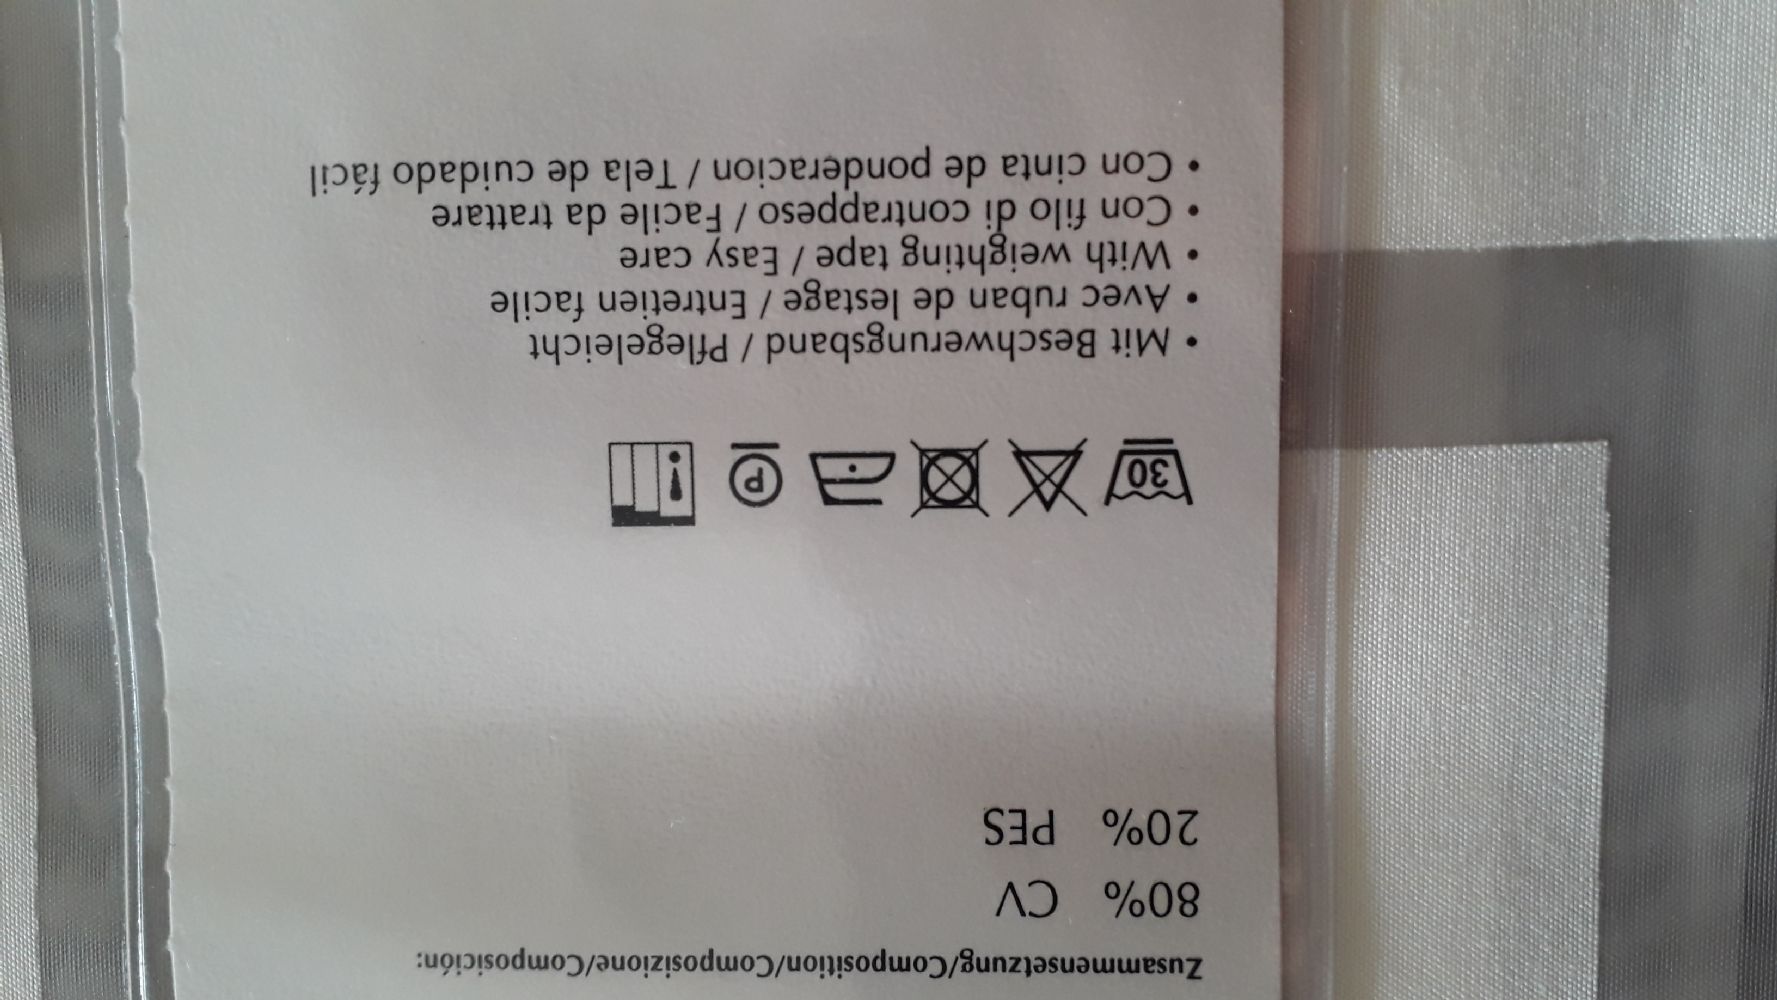 Zusammensetzung/Composition/Composizione/Composición:
80% CV
20% PES
30 P
• Mit Beschwerungsband / Pflegeleicht
• Avec ruban de lestage / Entretien facile
• With weighting tape / Easy care
• Con filo di contrappeso / Facile da trattare
• Con cinta de ponderacion / Tela de cuidado fácil